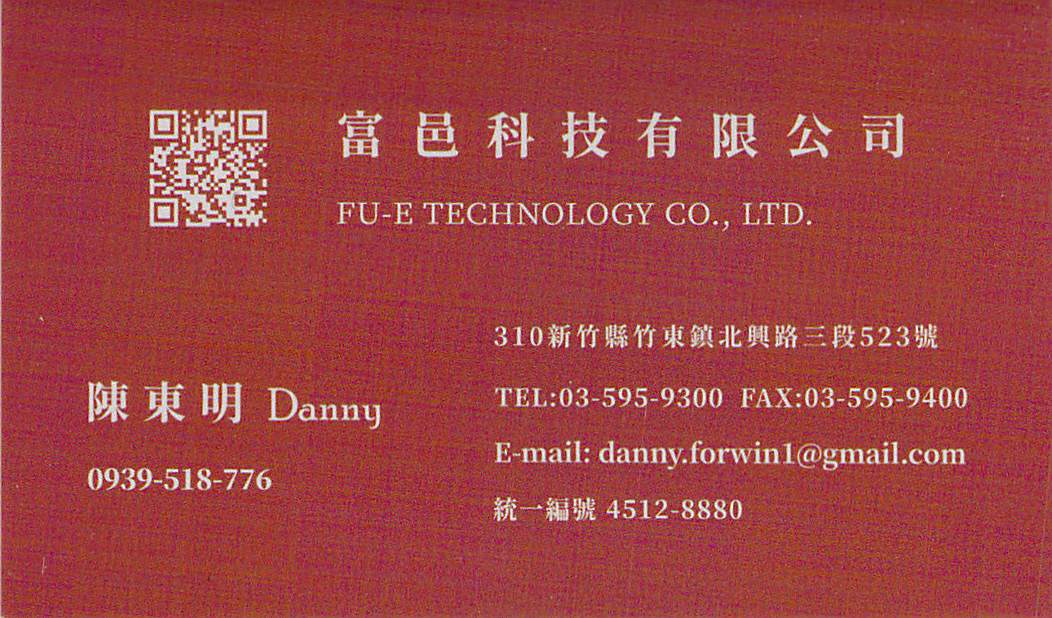 富邑科技有限公司
FU-E TECHNOLOGY CO., LTD.
陳東明 Danny
0939-518-776
310新竹縣竹東鎮北興路三段523號
TEL:03-595-9300 FAX:03-595-9400
E-mail: danny.forwin1@gmail.com
統一編號 4512-8880